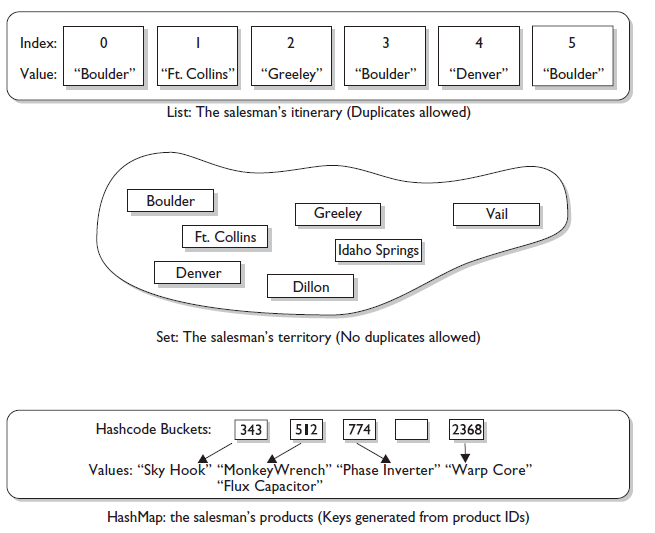 Index: 0 1 2 3 4 5
Value: “Boulder” “Ft. Collins” “Greeley” “Boulder” “Denver” “Boulder”
List: The salesman’s itinerary (Duplicates allowed)
Boulder
Greeley
Vail
Ft. Collins
Idaho Springs
Denver
Dillon
Set: The salesman’s territory (No duplicates allowed)
Hashcode Buckets: 343 512 774 2368
Values: “Sky Hook” “MonkeyWrench” “Phase Inverter” “Warp Core”
“Flux Capacitor”
HashMap: the salesman’s products (Keys generated from product IDs)